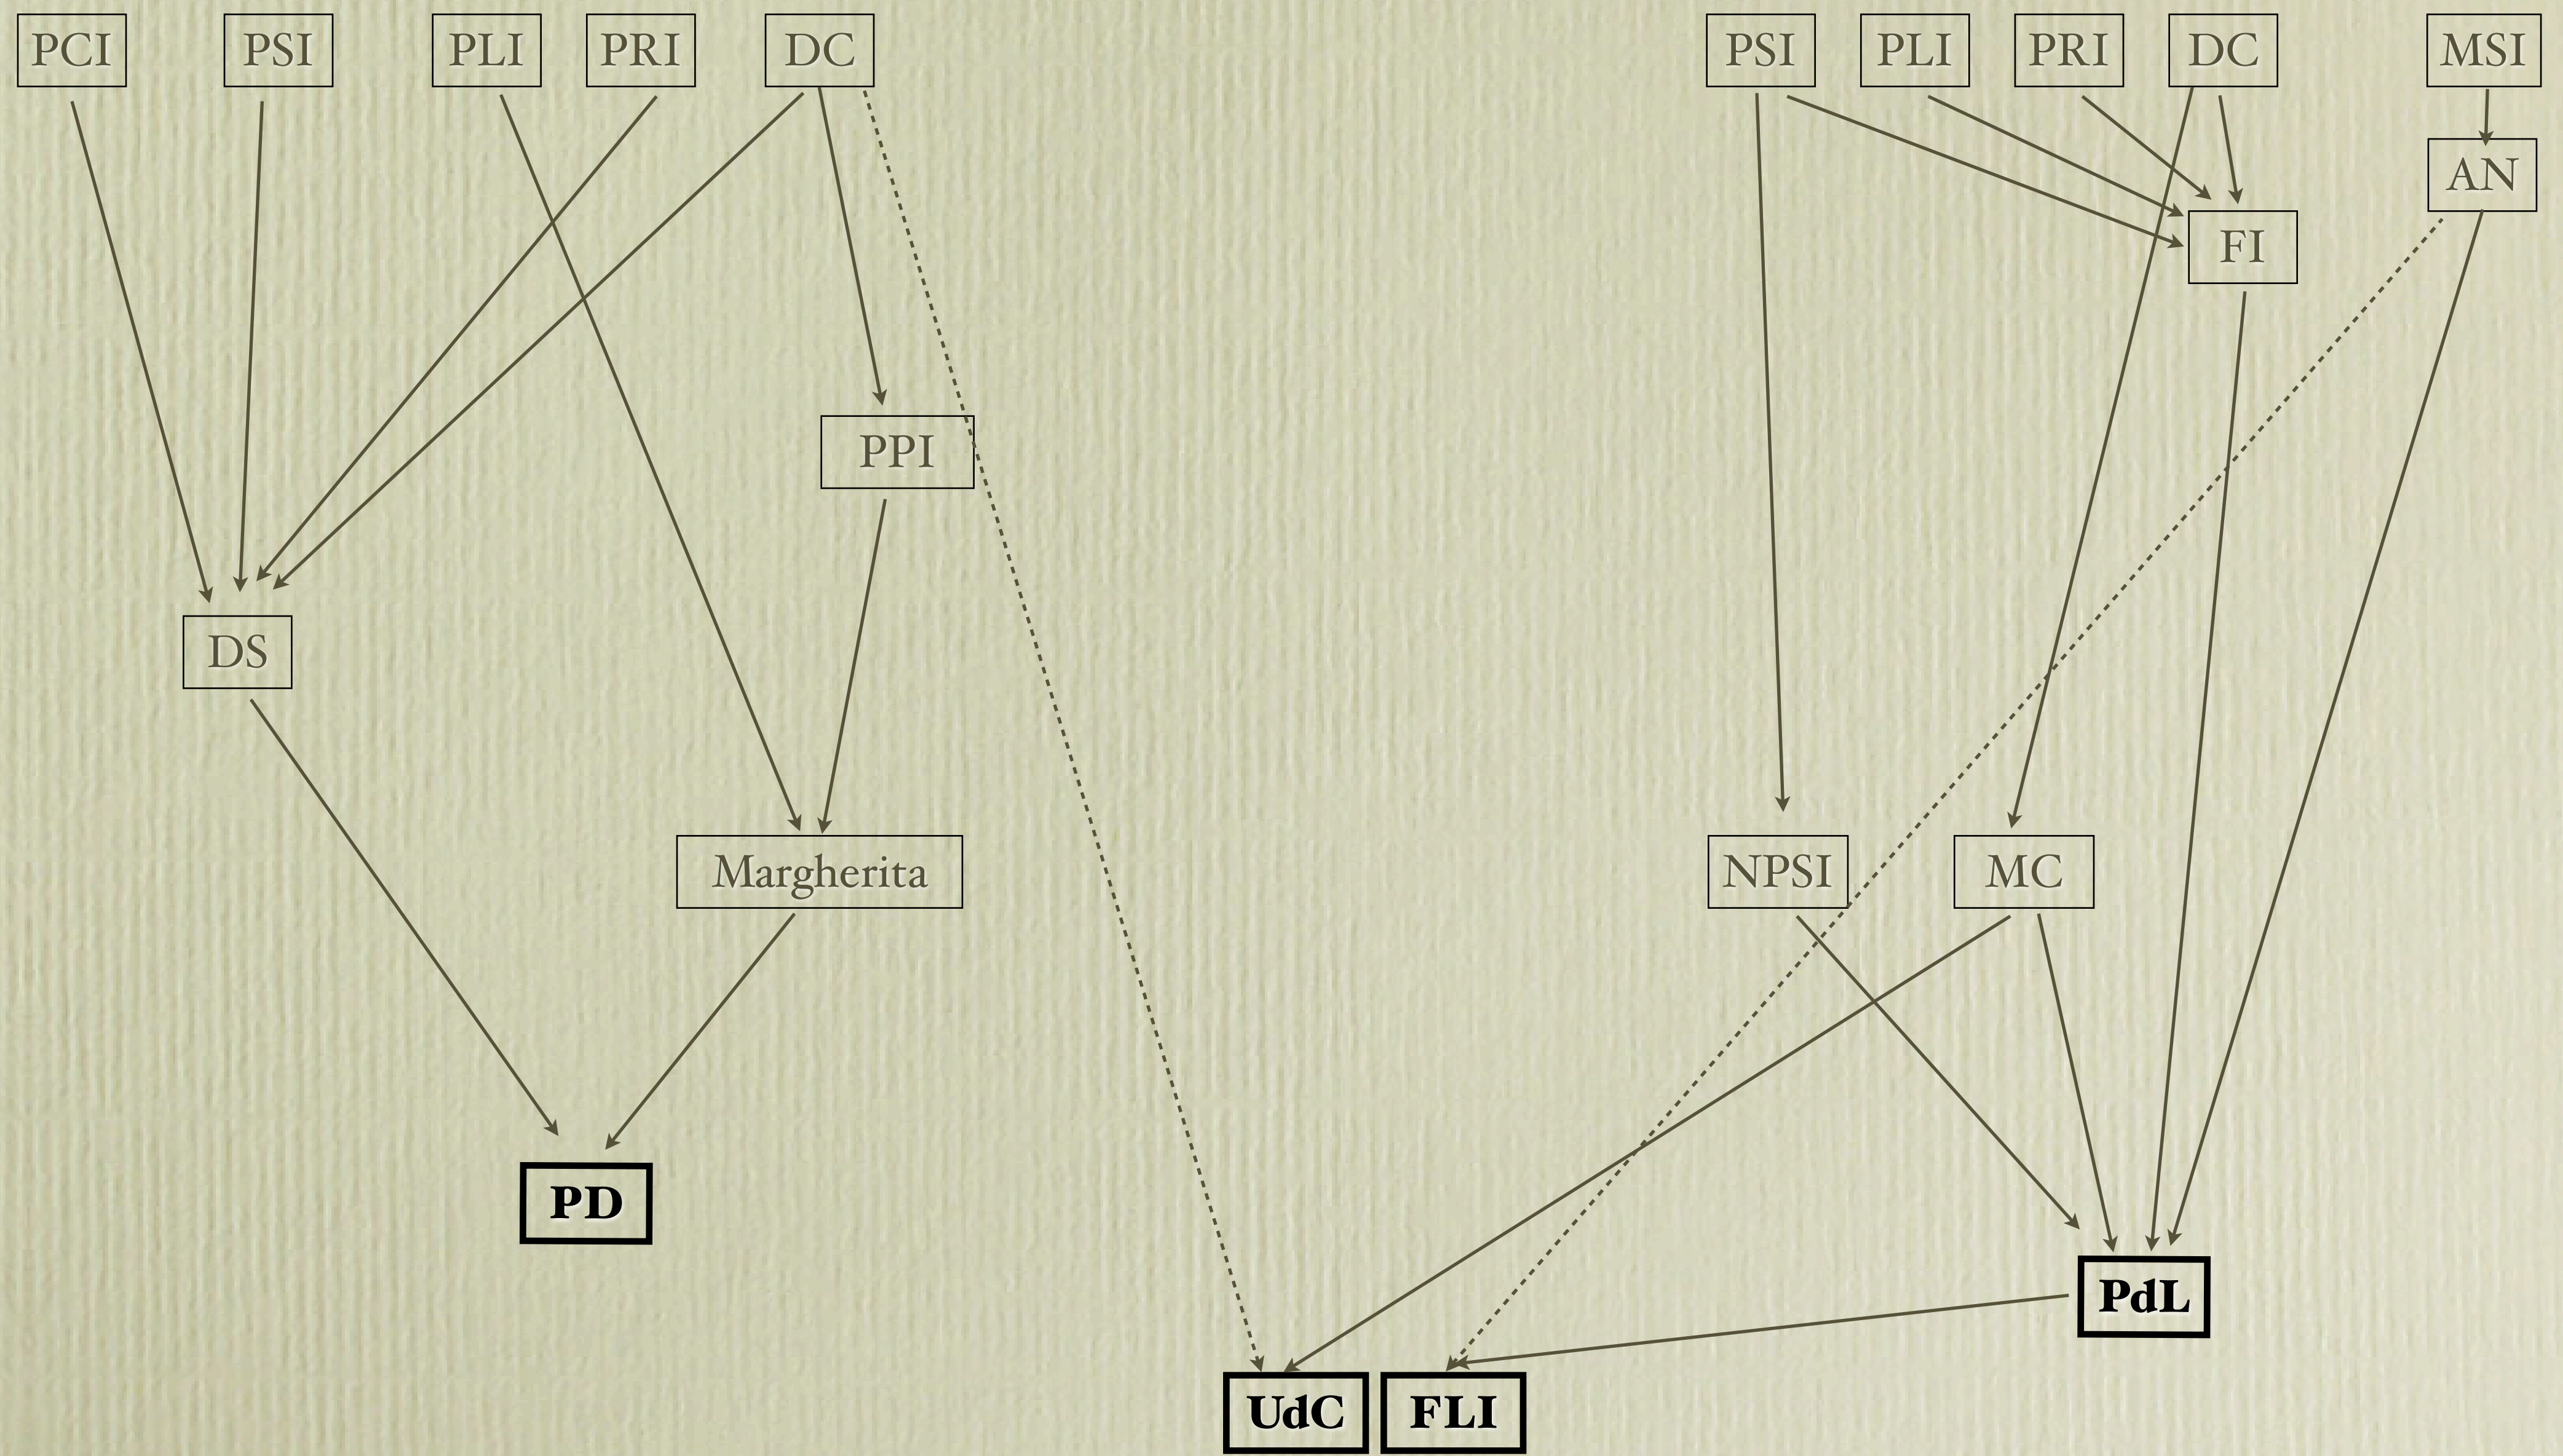 PCI
PSI
PLI
PRI
DC
PSI
PLI
PRI
DC
MSI
AN
FI
PPI
DS
Margherita
NPSI
MC
PD
PdL
UdC
FLI